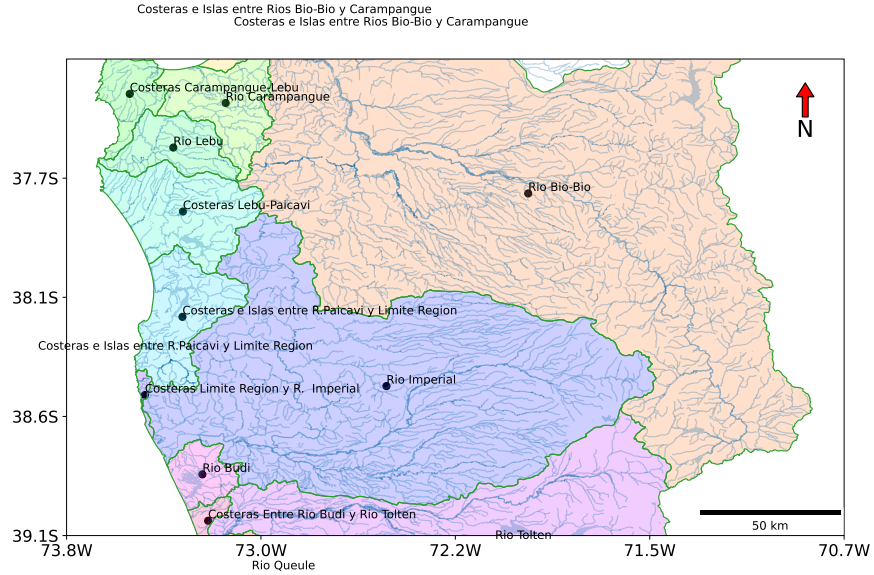 Costeras e Islas entre Rios Bio-Bio y Carampangue
Costeras e Islas entre Rios Bio-Bio y Carampangue
Costeras Carampangue-Lebu
Rio Carampangue
N
Rio Lebu
37.7S
Rio Bio-Bio
Costeras Lebu-Paicavi
38.1S
Costeras e Islas entre R.Paicavi y Limite Region
Costeras e Islas entre R.Paicavi y Limite Region
Rio Imperial
Costeras Limite Region y R.  Imperial
38.6S
Rio Budi
Costeras Entre Rio Budi y Rio Tolten
50 km
39.1S
Rio Tolten
73.8W
73.0W
72.2W
71.5W
70.7W
Rio Queule